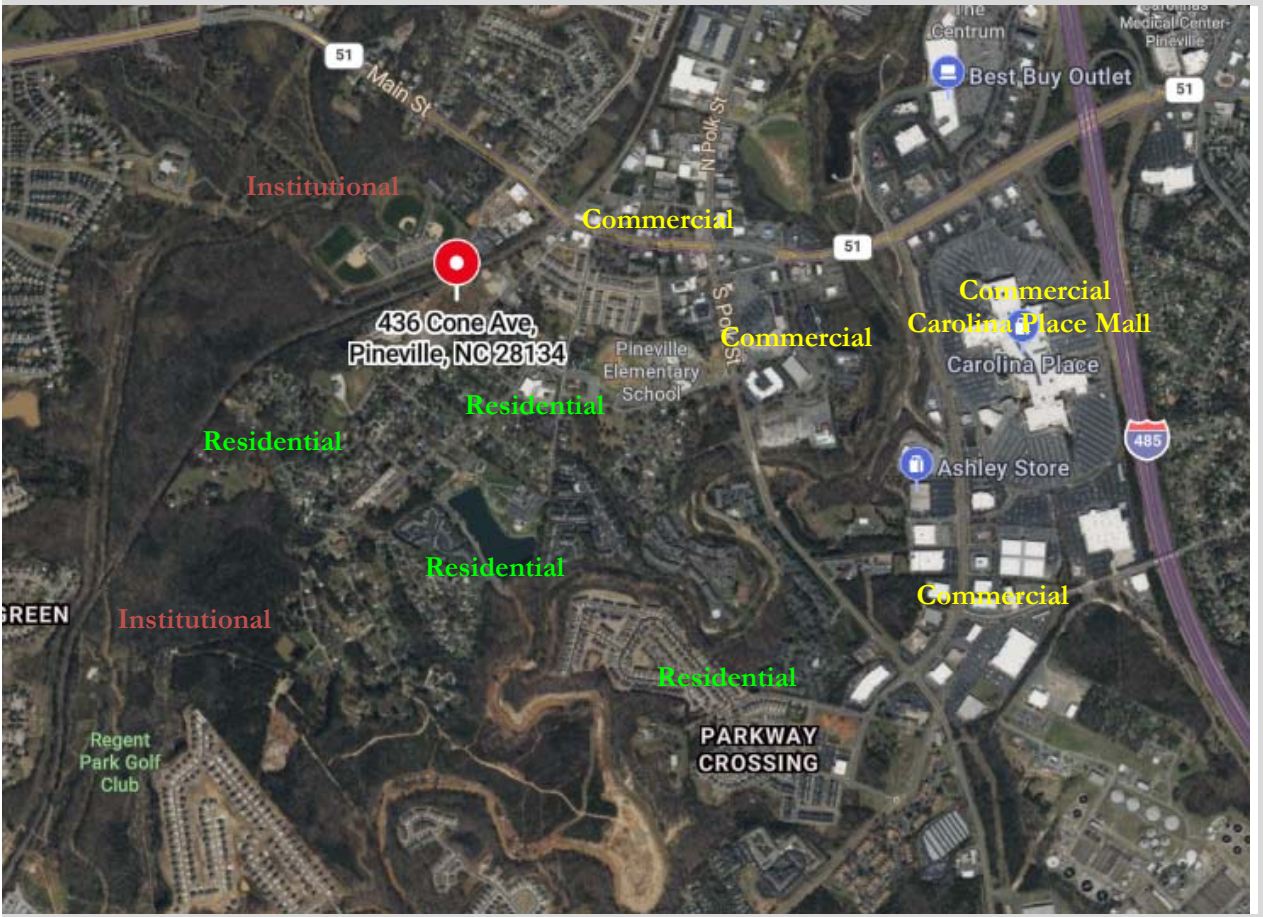 The
Centrum
Carolinas
Medical Center-
Pineville
51
Main St
Best Buy Outlet
51
N Polk St
Institutional
Commercial
51
436 Cone Ave,
Pineville, NC 28134
S Polk St
Commercial
Commercial
Carolina Place Mall
Carolina Place
Pineville
Elementary
School
Residential
Residential
485
Ashley Store
Residential
Commercial
GREEN
Institutional
Residential
PARKWAY
CROSSING
Regent
Park Golf
Club